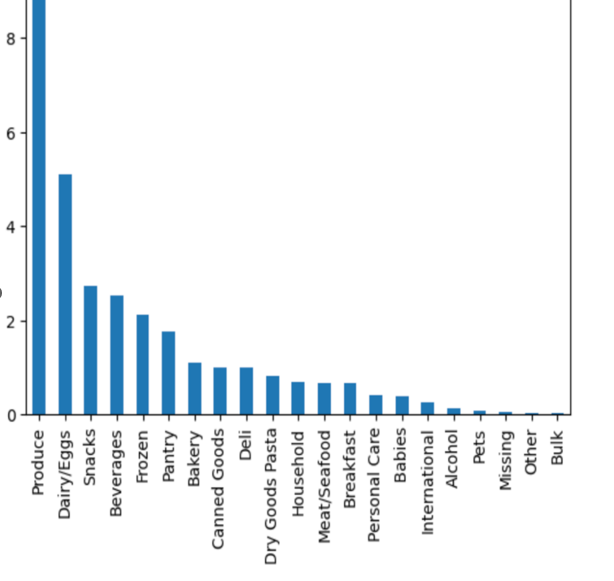 8
6
4
2
0
Produce
Dairy/Eggs
Snacks
Beverages
Frozen
Pantry
Bakery
Canned Goods
Deli
Dry Goods Pasta
Household
Meat/Seafood
Breakfast
Personal Care
Babies
International
Alcohol
Pets
Missing
Other
Bulk